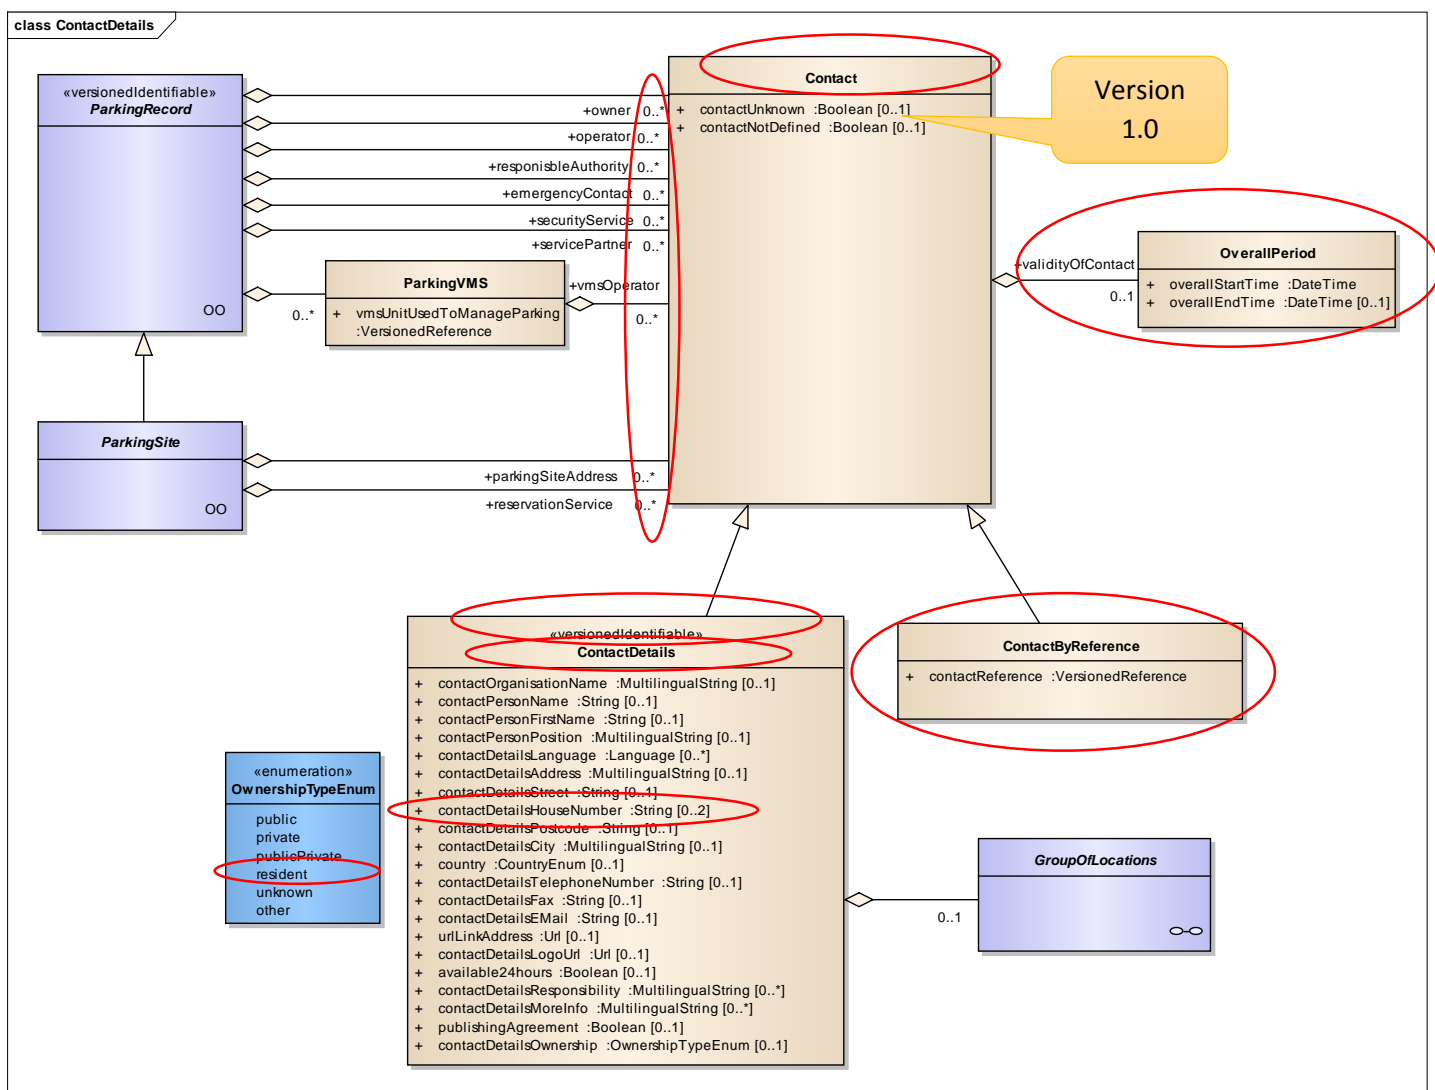 class ContactDetails
«versionedIdentifiable»
ParkingRecord
OO
+owner 0..*
+operator 0..*
+responisbleAuthority 0..*
+emergencyContact 0..*
+securityService 0..*
+servicePartner 0..*
0..*
ParkingVMS
+ vmsUnitUsedToManageParking
:VersionedReference
+vmsOperator
0..*
Contact
+ contactUnknown :Boolean [0..1]
+ contactNotDefined :Boolean [0..1]
Version
1.0
+validityOfContact
0..1
OverallPeriod
+ overallStartTime :DateTime
+ overallEndTime :DateTime [0..1]
ParkingSite
OO
+parkingSiteAddress 0..*
+reservationService 0..*
«versionedIdentifiable»
ContactDetails
+ contactOrganisationName :MultilingualString [0..1]
+ contactPersonName :String [0..1]
+ contactPersonFirstName :String [0..1]
+ contactPersonPosition :MultilingualString [0..1]
+ contactDetailsLanguage :Language [0..*]
+ contactDetailsAddress :MultilingualString [0..1]
+ contactDetailsStreet :String [0..1]
+ contactDetailsHouseNumber :String [0..2]
+ contactDetailsPostcode :String [0..1]
+ contactDetailsCity :MultilingualString [0..1]
+ country :CountryEnum [0..1]
+ contactDetailsTelephoneNumber :String [0..1]
+ contactDetailsFax :String [0..1]
+ contactDetailsEMail :String [0..1]
+ urlLinkAddress :Url [0..1]
+ contactDetailsLogoUrl :Url [0..1]
+ available24hours :Boolean [0..1]
+ contactDetailsResponsibility :MultilingualString [0..*]
+ contactDetailsMoreInfo :MultilingualString [0..*]
+ publishingAgreement :Boolean [0..1]
+ contactDetailsOwnership :OwnershipTypeEnum [0..1]
ContactByReference
+ contactReference :VersionedReference
«enumeration»
OwnershipTypeEnum
public
private
publicPrivate
resident
unknown
other
0..1
GroupOfLocations